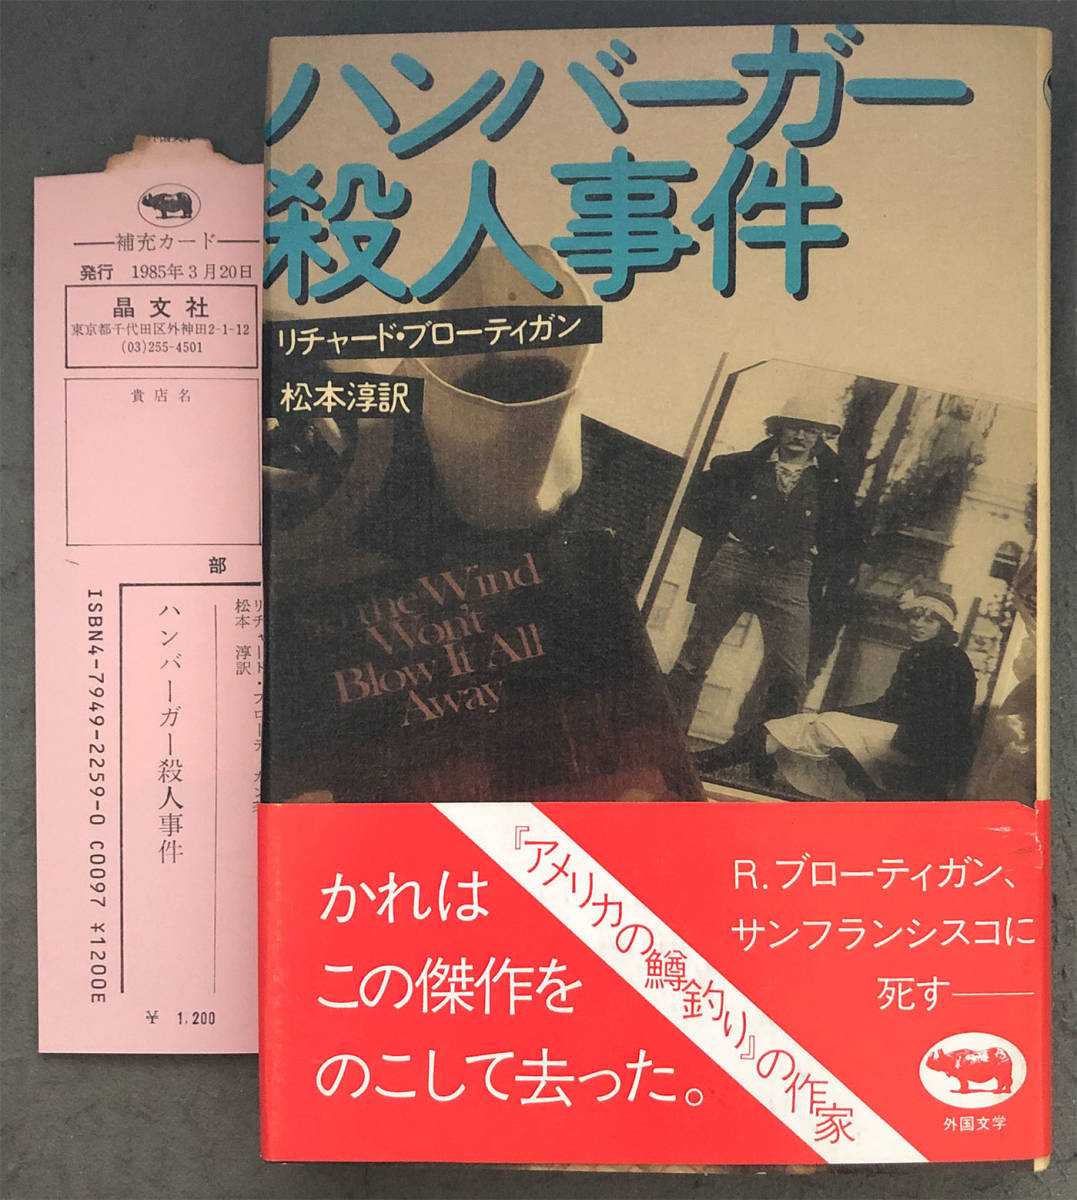 ハンバーガー
殺人事件
リチャード・ブローティガン
松本淳訳
So the Wind
Won't
Blow It All
Away
かれは
この傑作を
のこして去った。
『アメリカの鱒釣り』の作家
R.ブローティガン、
サンフランシスコに
死す——
外国文学
補充カード
発行 1985年3月20日
晶文社
東京都千代田区外神田2-1-12
(03)255-4501
貴店名
部
松本 淳訳
ハンバーガー殺人事件
¥ 1,200
ISBN4-7949-2259-0 C0097 ¥1200E